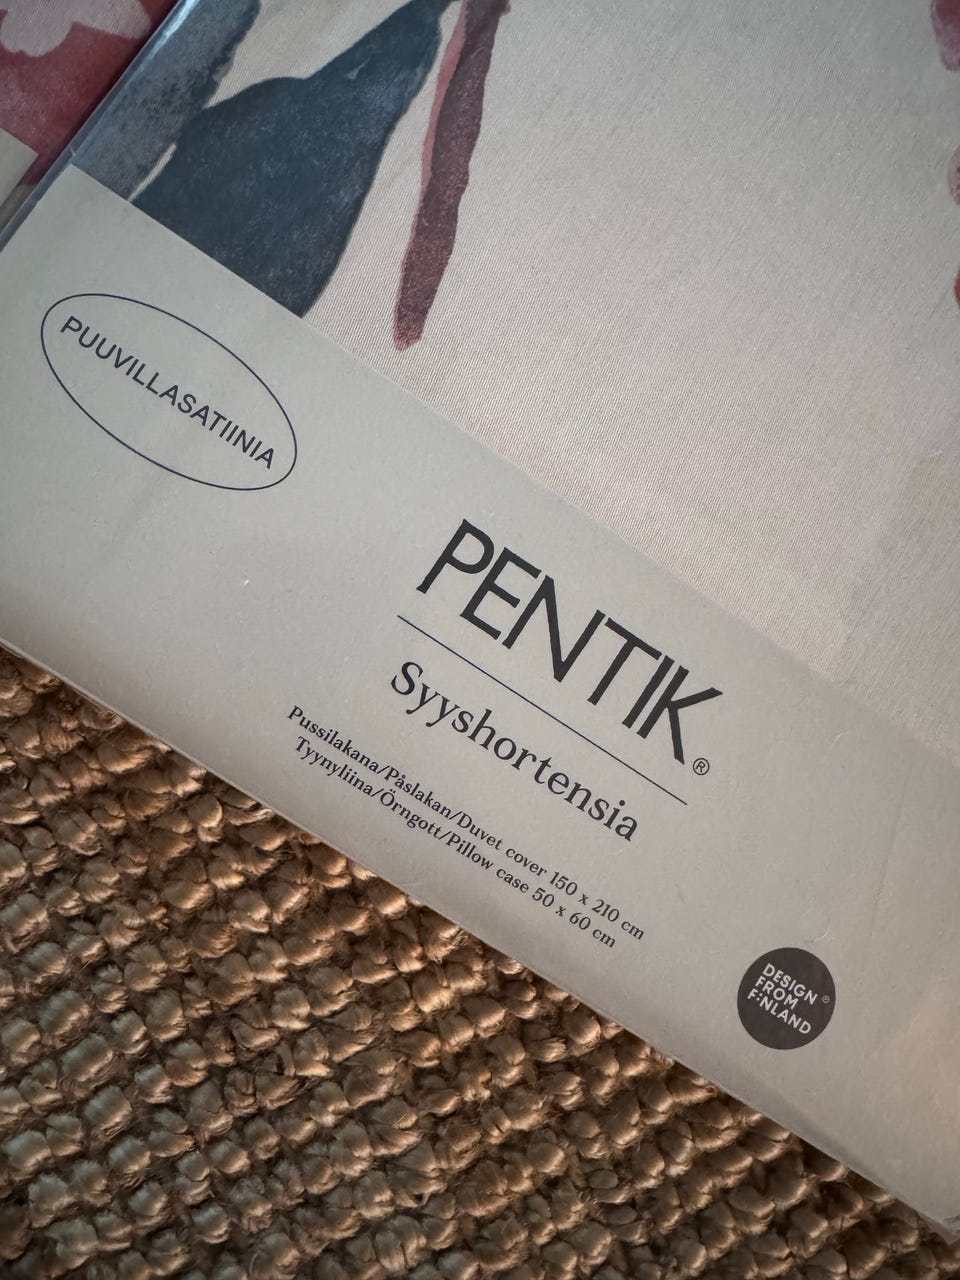 PUUVILLASATIINIA
PENTIK®
Syyshortensia
Pussilakana/Påslakan/Duvet cover 150 x 210 cm
Tyynyliina/Örngott/Pillow case 50 x 60 cm
DESIGN
FROM ®
FINLAND